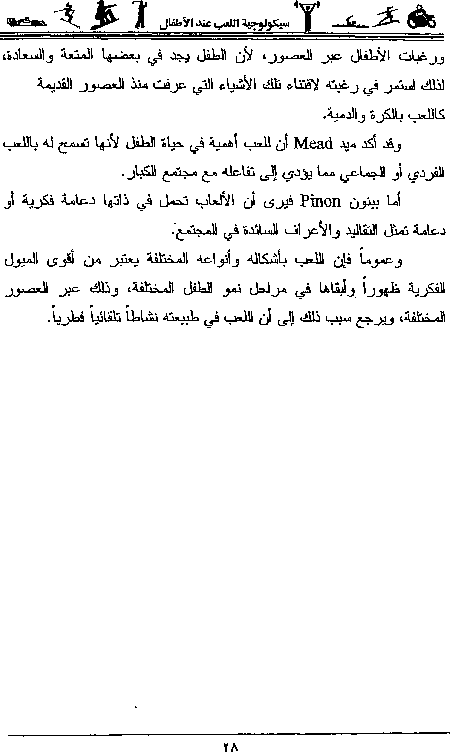 سيكولوجية اللعب عند الأطفال
ورغبات الأطفال عبر العصور، لأن الطفل يجد في بعضها المتعة والسعادة،
لذلك استمر في رغبته لاقتناء تلك الأشياء التي عرفت منذ العصور القديمة
كاللعب بالكرة والدمية.
وقد أكد ميد Mead أن للعب أهمية في حياة الطفل لأنها تسمح له باللعب
الفردي أو الجماعي مما يؤدي إلى تفاعله مع مجتمع الكبار.
أما بينون Pinon فيرى أن الألعاب تحمل في ذاتها دعامة فكرية أو
دعامة تمثل التقاليد والأعراف السائدة في المجتمع.
وعموماً فإن اللعب بأشكاله وأنواعه المختلفة يعتبر من أقوى الميول
الفكرية ظهوراً وأبقاها في مراحل نمو الطفل المختلفة، وذلك عبر العصور
المختلفة، ويرجع سبب ذلك إلى أن اللعب في طبيعته نشاطاً تلقائياً فطرياً.
٢٨